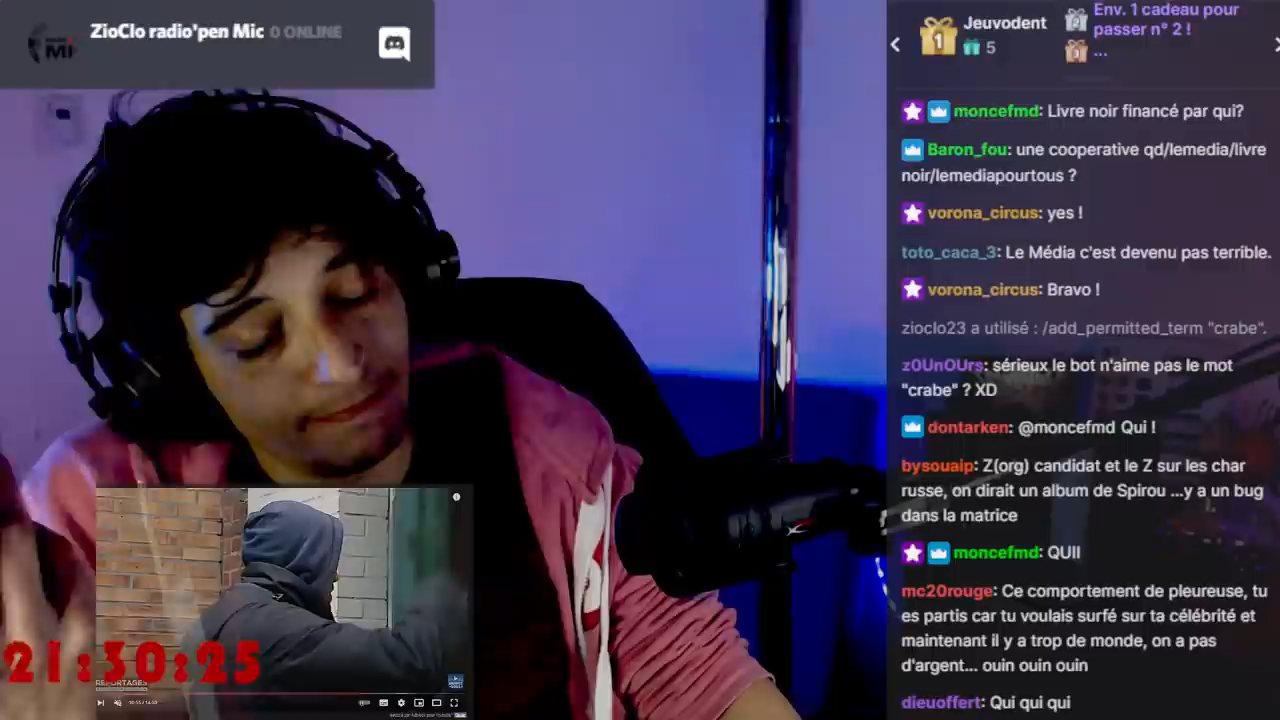 ZioClo radio'pen Mic 0 ONLINE
Jeuvodent
5
Env. 1 cadeau pour
passer n° 2 !
...
moncefmd: Livre noir financé par qui?
Baron_fou: une cooperative qd/lemedia/livre
noir/lemediapourtous ?
vorona_circus: yes !
toto_caca_3: Le Média c'est devenu pas terrible.
vorona_circus: Bravo !
zioclo23 a utilisé : /add_permitted_term "crabe".
z0UnOUrs: sérieux le bot n'aime pas le mot
"crabe" ? XD
dontarken: @moncefmd Qui !
bysouaip: Z(org) candidat et le Z sur les char
russe, on dirait un album de Spirou ...y a un bug
dans la matrice
moncefmd: QUII
mc20rouge: Ce comportement de pleureuse, tu
es partis car tu voulais surfé sur ta célébrité et
maintenant il y a trop de monde, on a pas
d'argent... ouin ouin ouin
dieuoffert: Qui qui qui
21:30:25
REPORTAGES